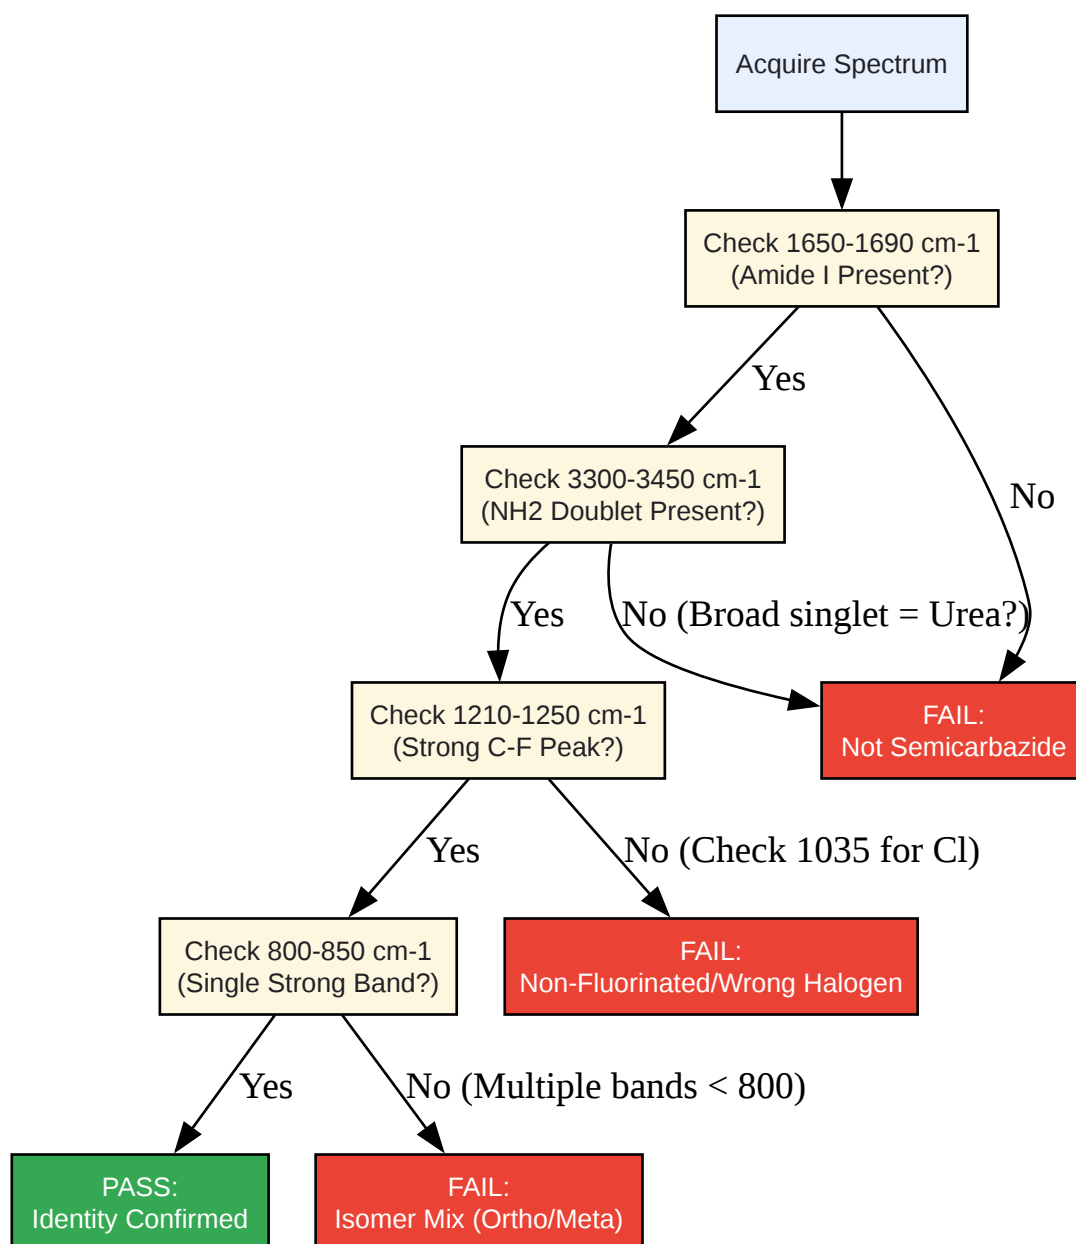 Acquire Spectrum
Check 1650-1690 cm-1
(Amide I Present?)
Yes
No
Check 3300-3450 cm-1
(NH2 Doublet Present?)
Yes
No (Broad singlet = Urea?)
Check 1210-1250 cm-1
(Strong C-F Peak?)
FAIL:
Not Semicarbazide
Yes
No (Check 1035 for Cl)
Check 800-850 cm-1
(Single Strong Band?)
FAIL:
Non-Fluorinated/Wrong Halogen
Yes
No (Multiple bands < 800)
PASS:
Identity Confirmed
FAIL:
Isomer Mix (Ortho/Meta)